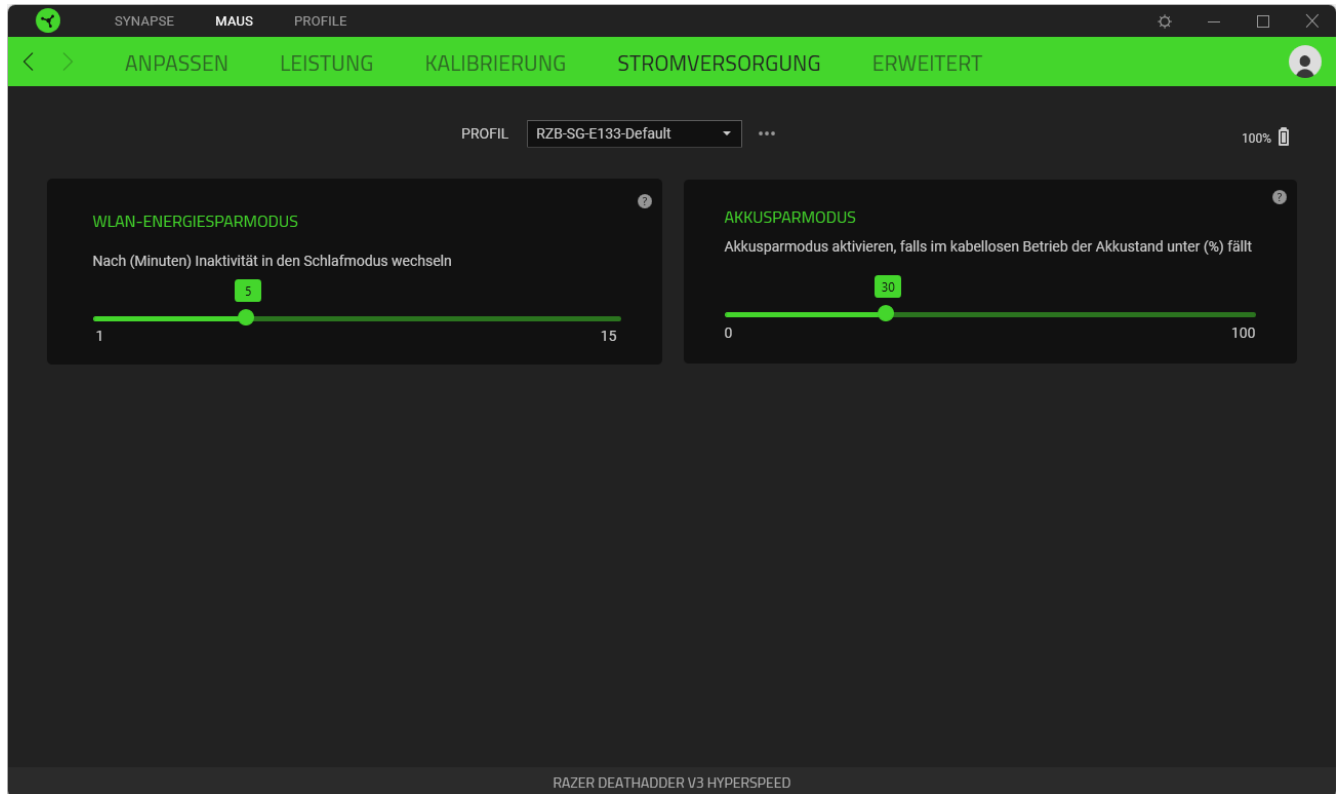 SYNAPSE MAUS PROFILE
ANPASSEN LEISTUNG KALIBRIERUNG STROMVERSORGUNG ERWEITERT
PROFIL RZB-SG-E133-Default
100%
WLAN-ENERGIESPARMODUS
?
Nach (Minuten) Inaktivität in den Schlafmodus wechseln
5
1 15
AKKUSPARMODUS
?
Akkusparmodus aktivieren, falls im kabellosen Betrieb der Akkustand unter (%) fällt
30
0 100
RAZER DEATHADDER V3 HYPERSPEED